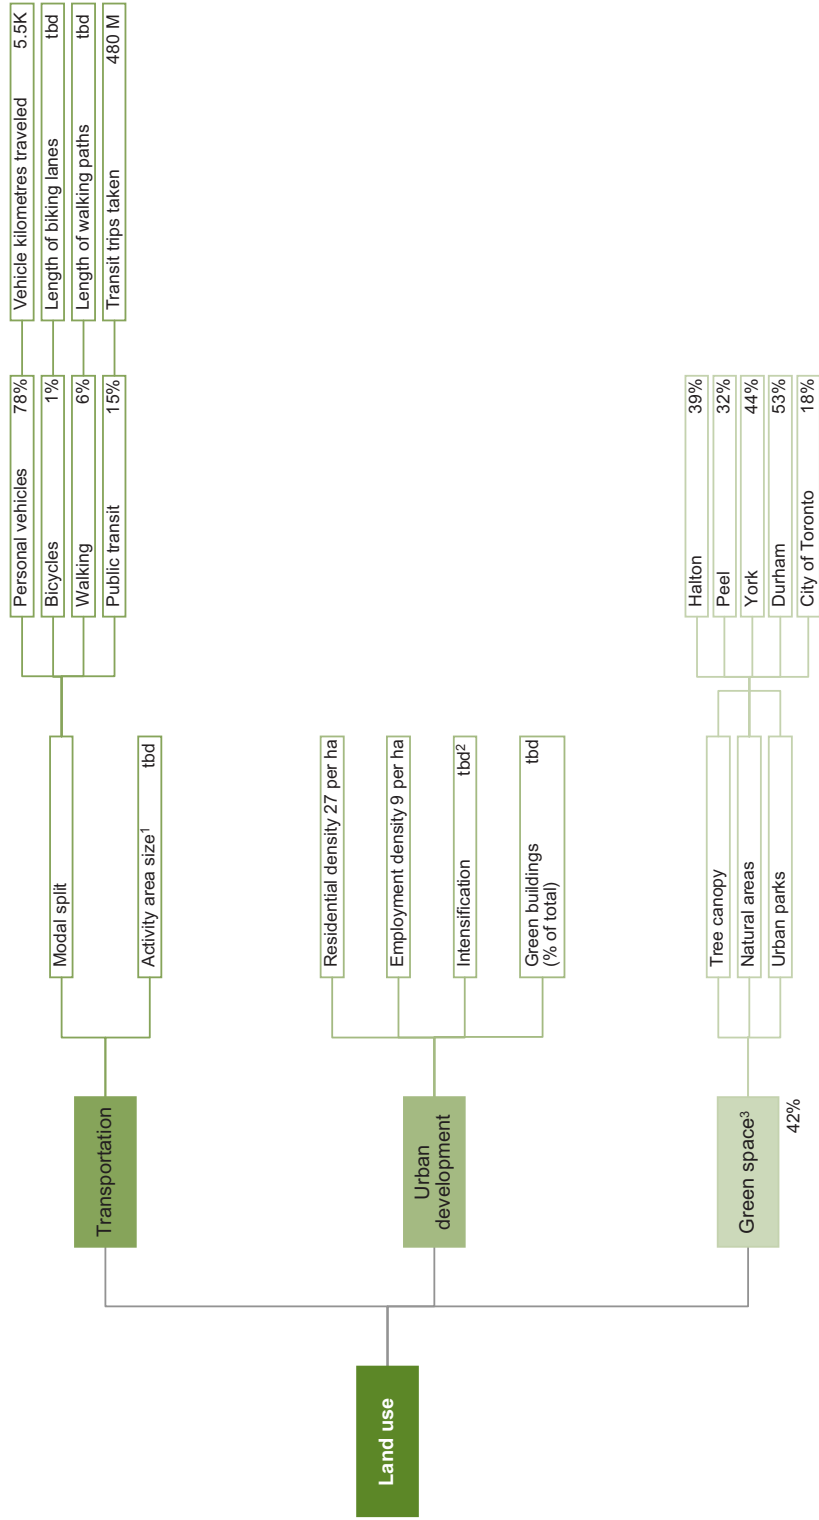 Land use
Transportation
Modal split
Personal vehicles 78%
Vehicle kilometres traveled 5.5K
Bicycles 1%
Length of biking lanes tbd
Walking 6%
Length of walking paths tbd
Public transit 15%
Transit trips taken 480 M
Activity area size¹ tbd
Urban
development
Residential density 27 per ha
Employment density 9 per ha
Intensification tbd²
Green buildings tbd
(% of total)
Green space³
42%
Tree canopy
Natural areas
Urban parks
Halton 39%
Peel 32%
York 44%
Durham 53%
City of Toronto 18%